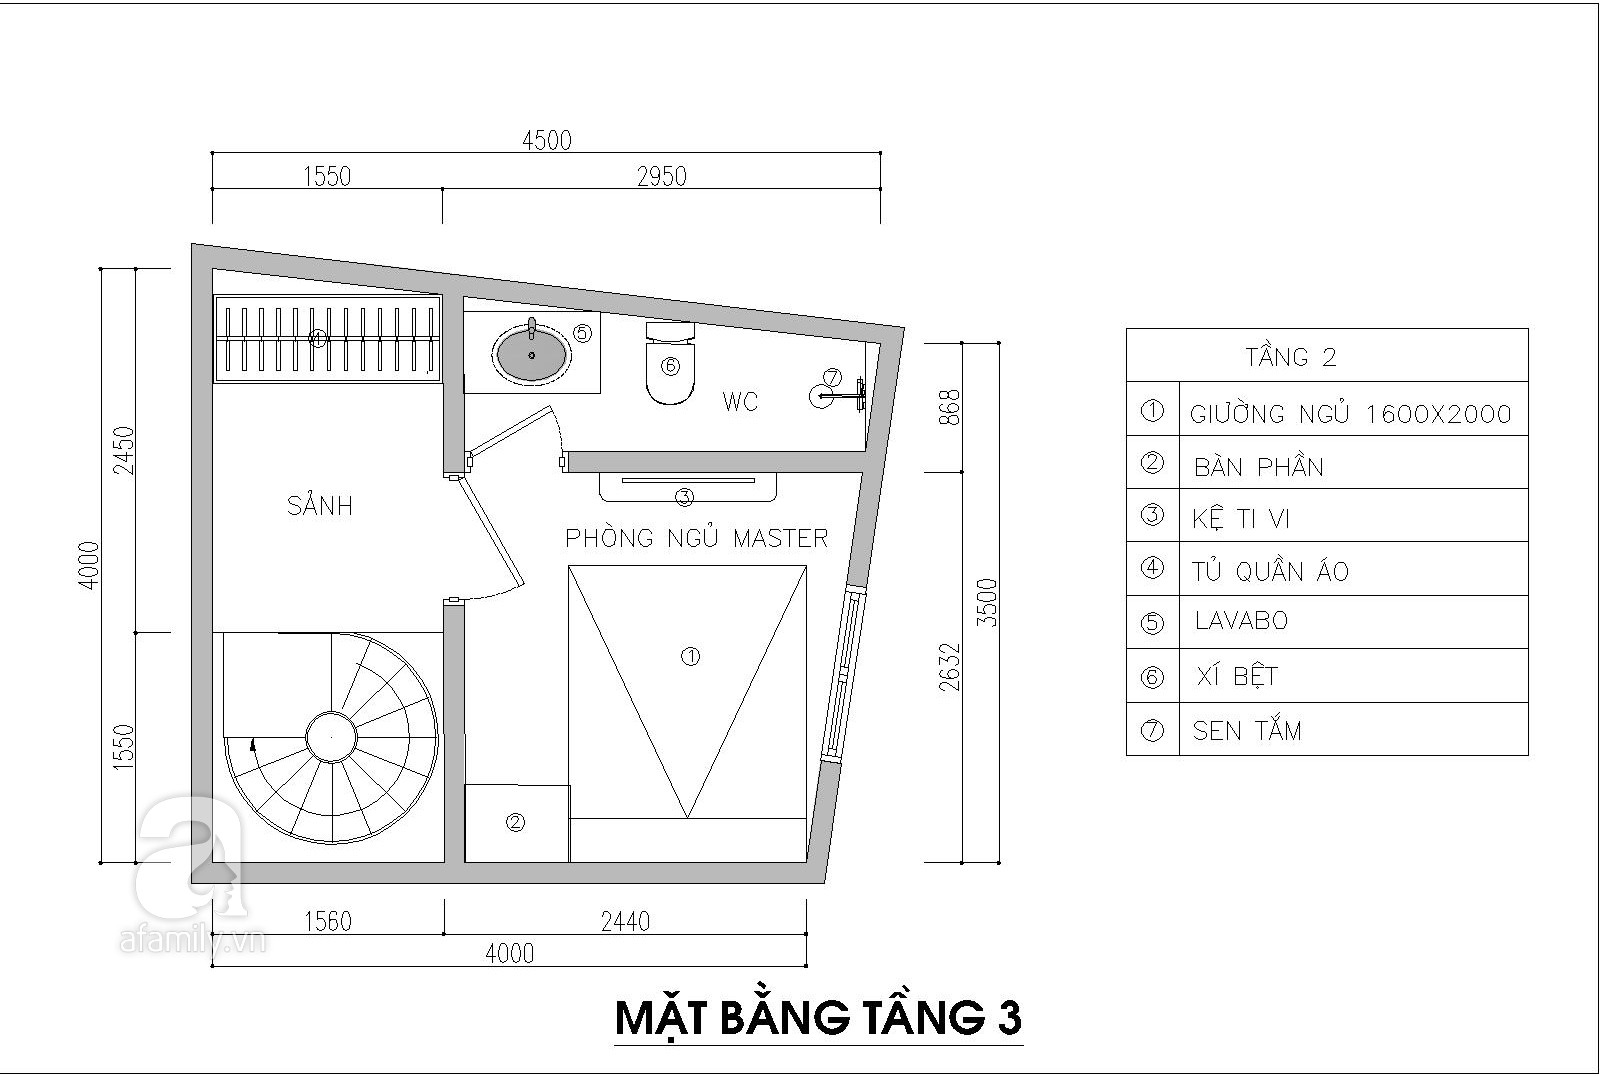 4500
1550 2950
4000
2450
1550
④
⑤
⑥
⑦
WC
SẢNH
③
PHÒNG NGỦ MASTER
①
②
868
2632
3500
1560 2440
4000
TẦNG 2
① GIƯỜNG NGỦ 1600X2000
② BÀN PHẤN
③ KỆ TI VI
④ TỦ QUẦN ÁO
⑤ LAVABO
⑥ XÍ BỆT
⑦ SEN TẮM
a
afamily.vn
MẶT BẰNG TẦNG 3